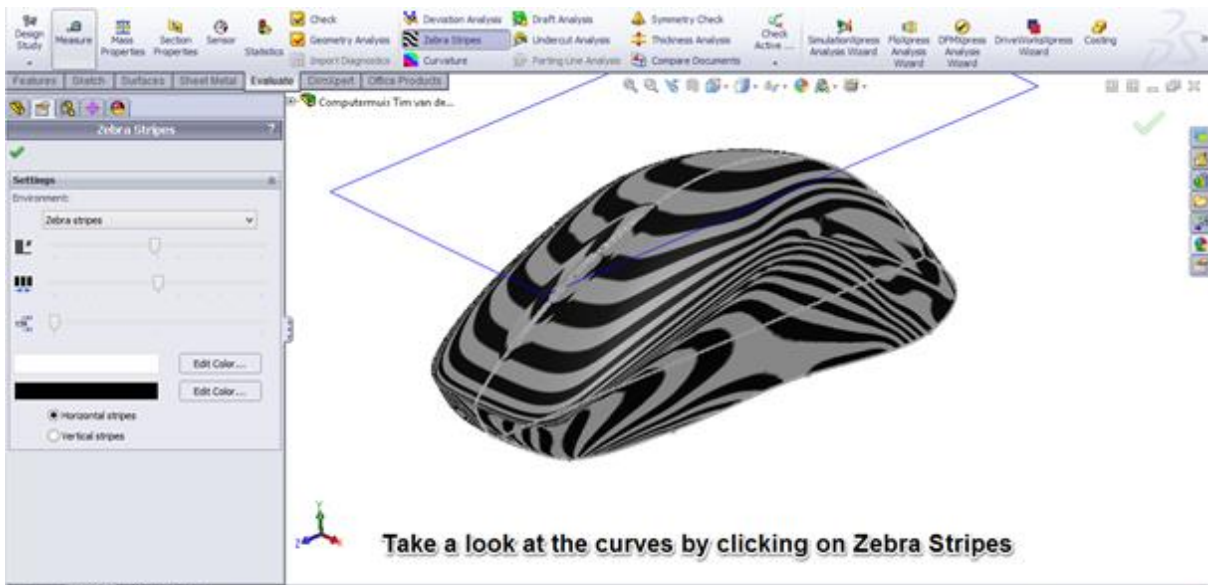 Design Study
Measure
Mass Properties
Section Properties
Sensor
Statistics
Check
Geometry Analysis
Import Diagnostics
Deviation Analysis
Zebra Stripes
Curvature
Draft Analysis
Undercut Analysis
Parting Line Analysis
Symmetry Check
Thickness Analysis
Compare Documents
Check Active ...
SimulationXpress Analysis Wizard
FloXpress Analysis Wizard
DFMXpress Analysis Wizard
DriveWorksXpress Wizard
Costing
Features Sketch Surfaces Sheet Metal Evaluate DimXpert Office Products
Computermuis Tim van de...
Zebra Stripes ?
Settings
Environment:
Zebra stripes
Edit Color...
Edit Color...
Horizontal stripes
Vertical stripes
Y
Z
Take a look at the curves by clicking on Zebra Stripes